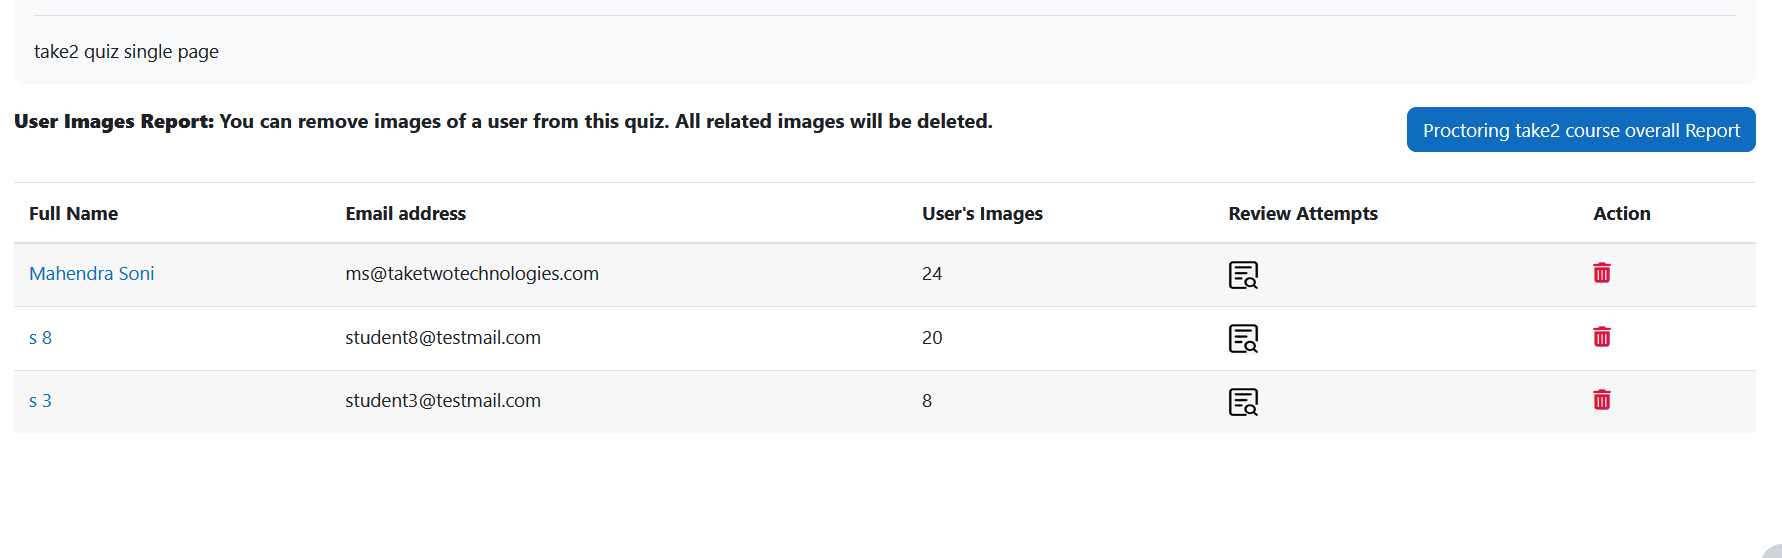 take2 quiz single page
User Images Report: You can remove images of a user from this quiz. All related images will be deleted.
Proctoring take2 course overall Report
Full Name Email address User's Images Review Attempts Action
Mahendra Soni ms@taketwotechnologies.com 24
s 8 student8@testmail.com 20
s 3 student3@testmail.com 8